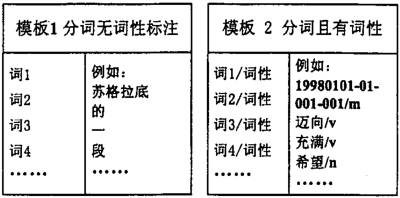 模板1 分词无词性标注
词1
词2
词3
词4
……
例如:
苏格拉底
的
一
段
……
模板 2 分词且有词性
词1/词性
词2/词性
词3/词性
词4/词性
……
例如:
19980101-01-
001-001/m
迈向/v
充满/v
希望/n
……